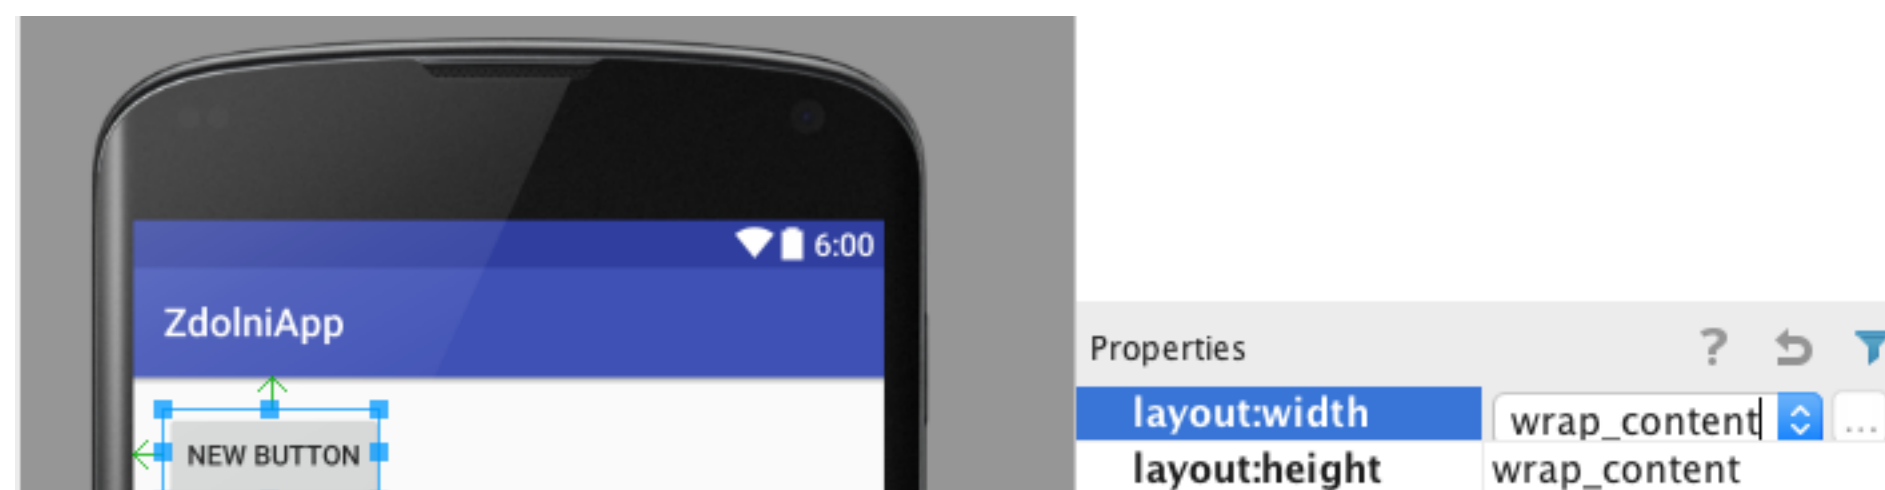 6:00
ZdolniApp
NEW BUTTON
Properties ?
layout:width wrap_content ...
layout:height wrap_content